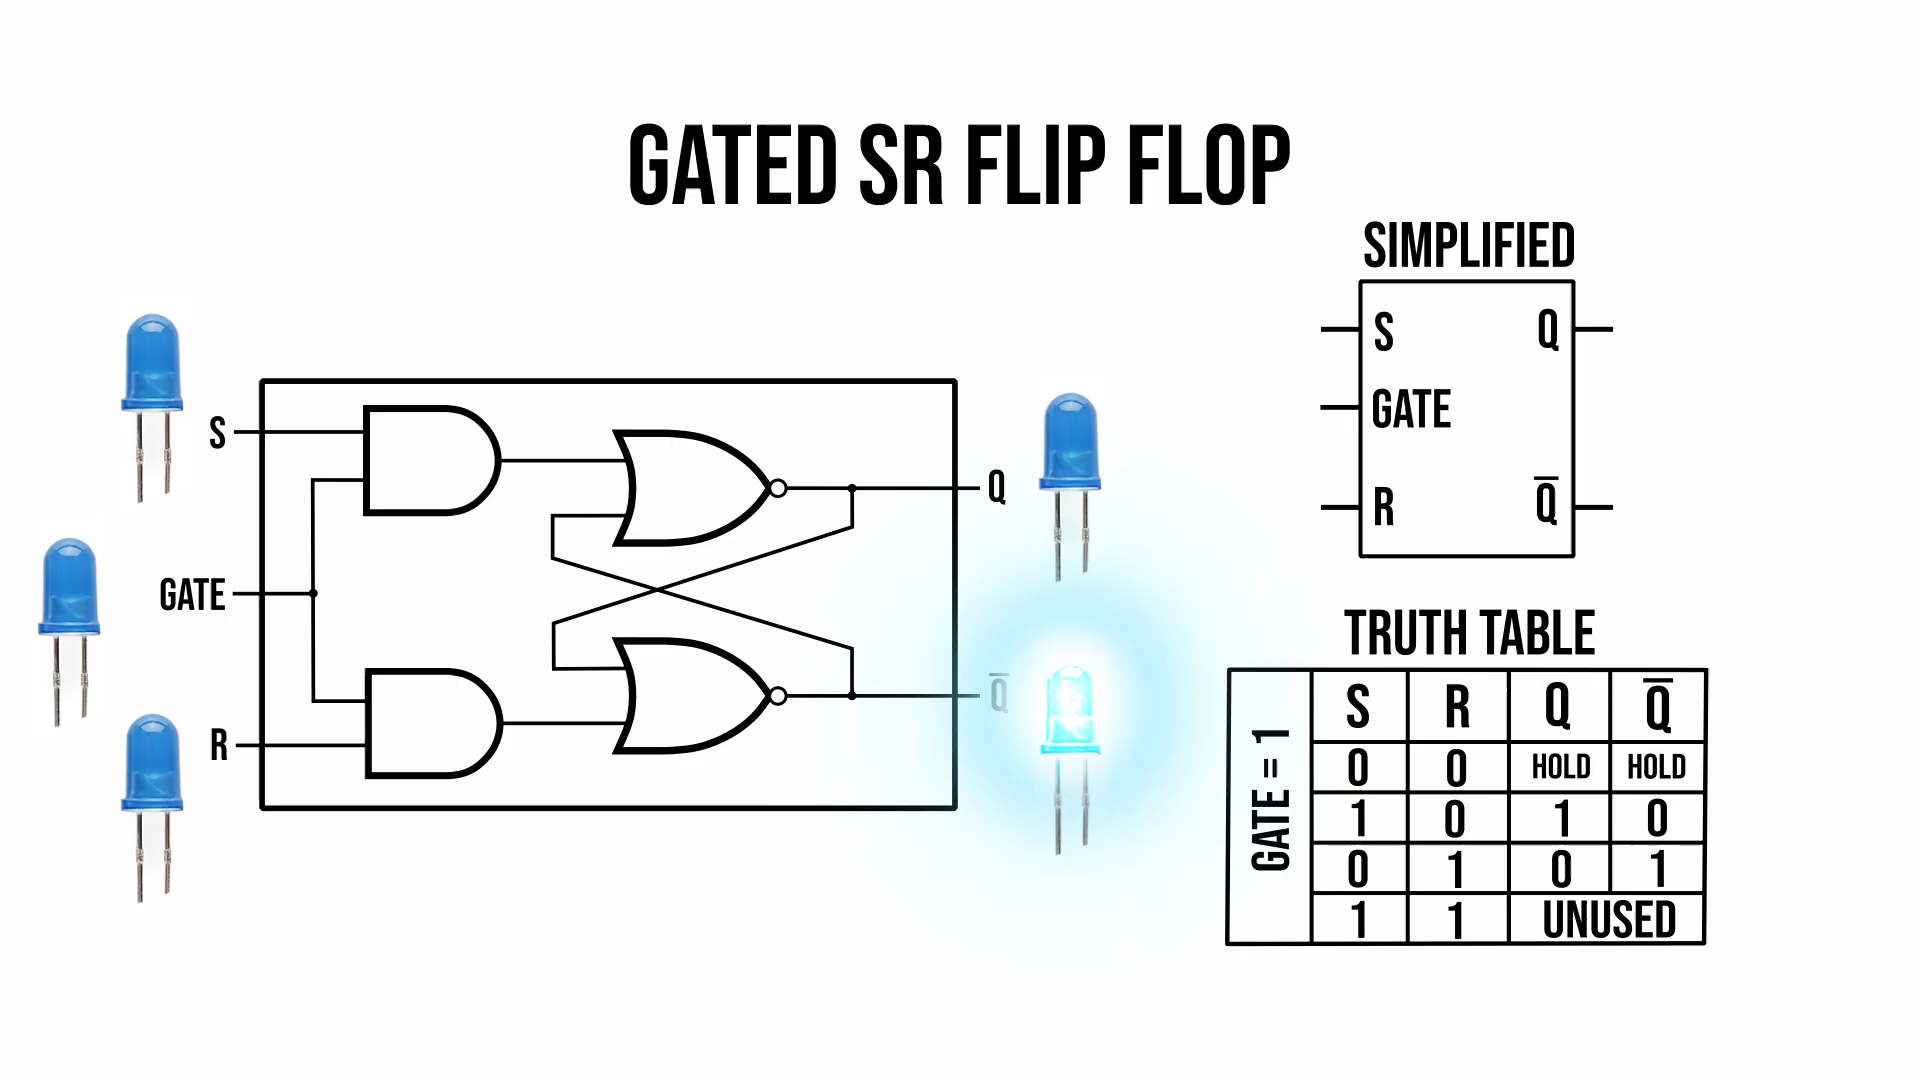 GATED SR FLIP FLOP
SIMPLIFIED
S Q
GATE
R Q̅
S
GATE
R
Q
Q̅
TRUTH TABLE
GATE = 1
S R Q Q̅
0 0 HOLD HOLD
1 0 1 0
0 1 0 1
1 1 UNUSED